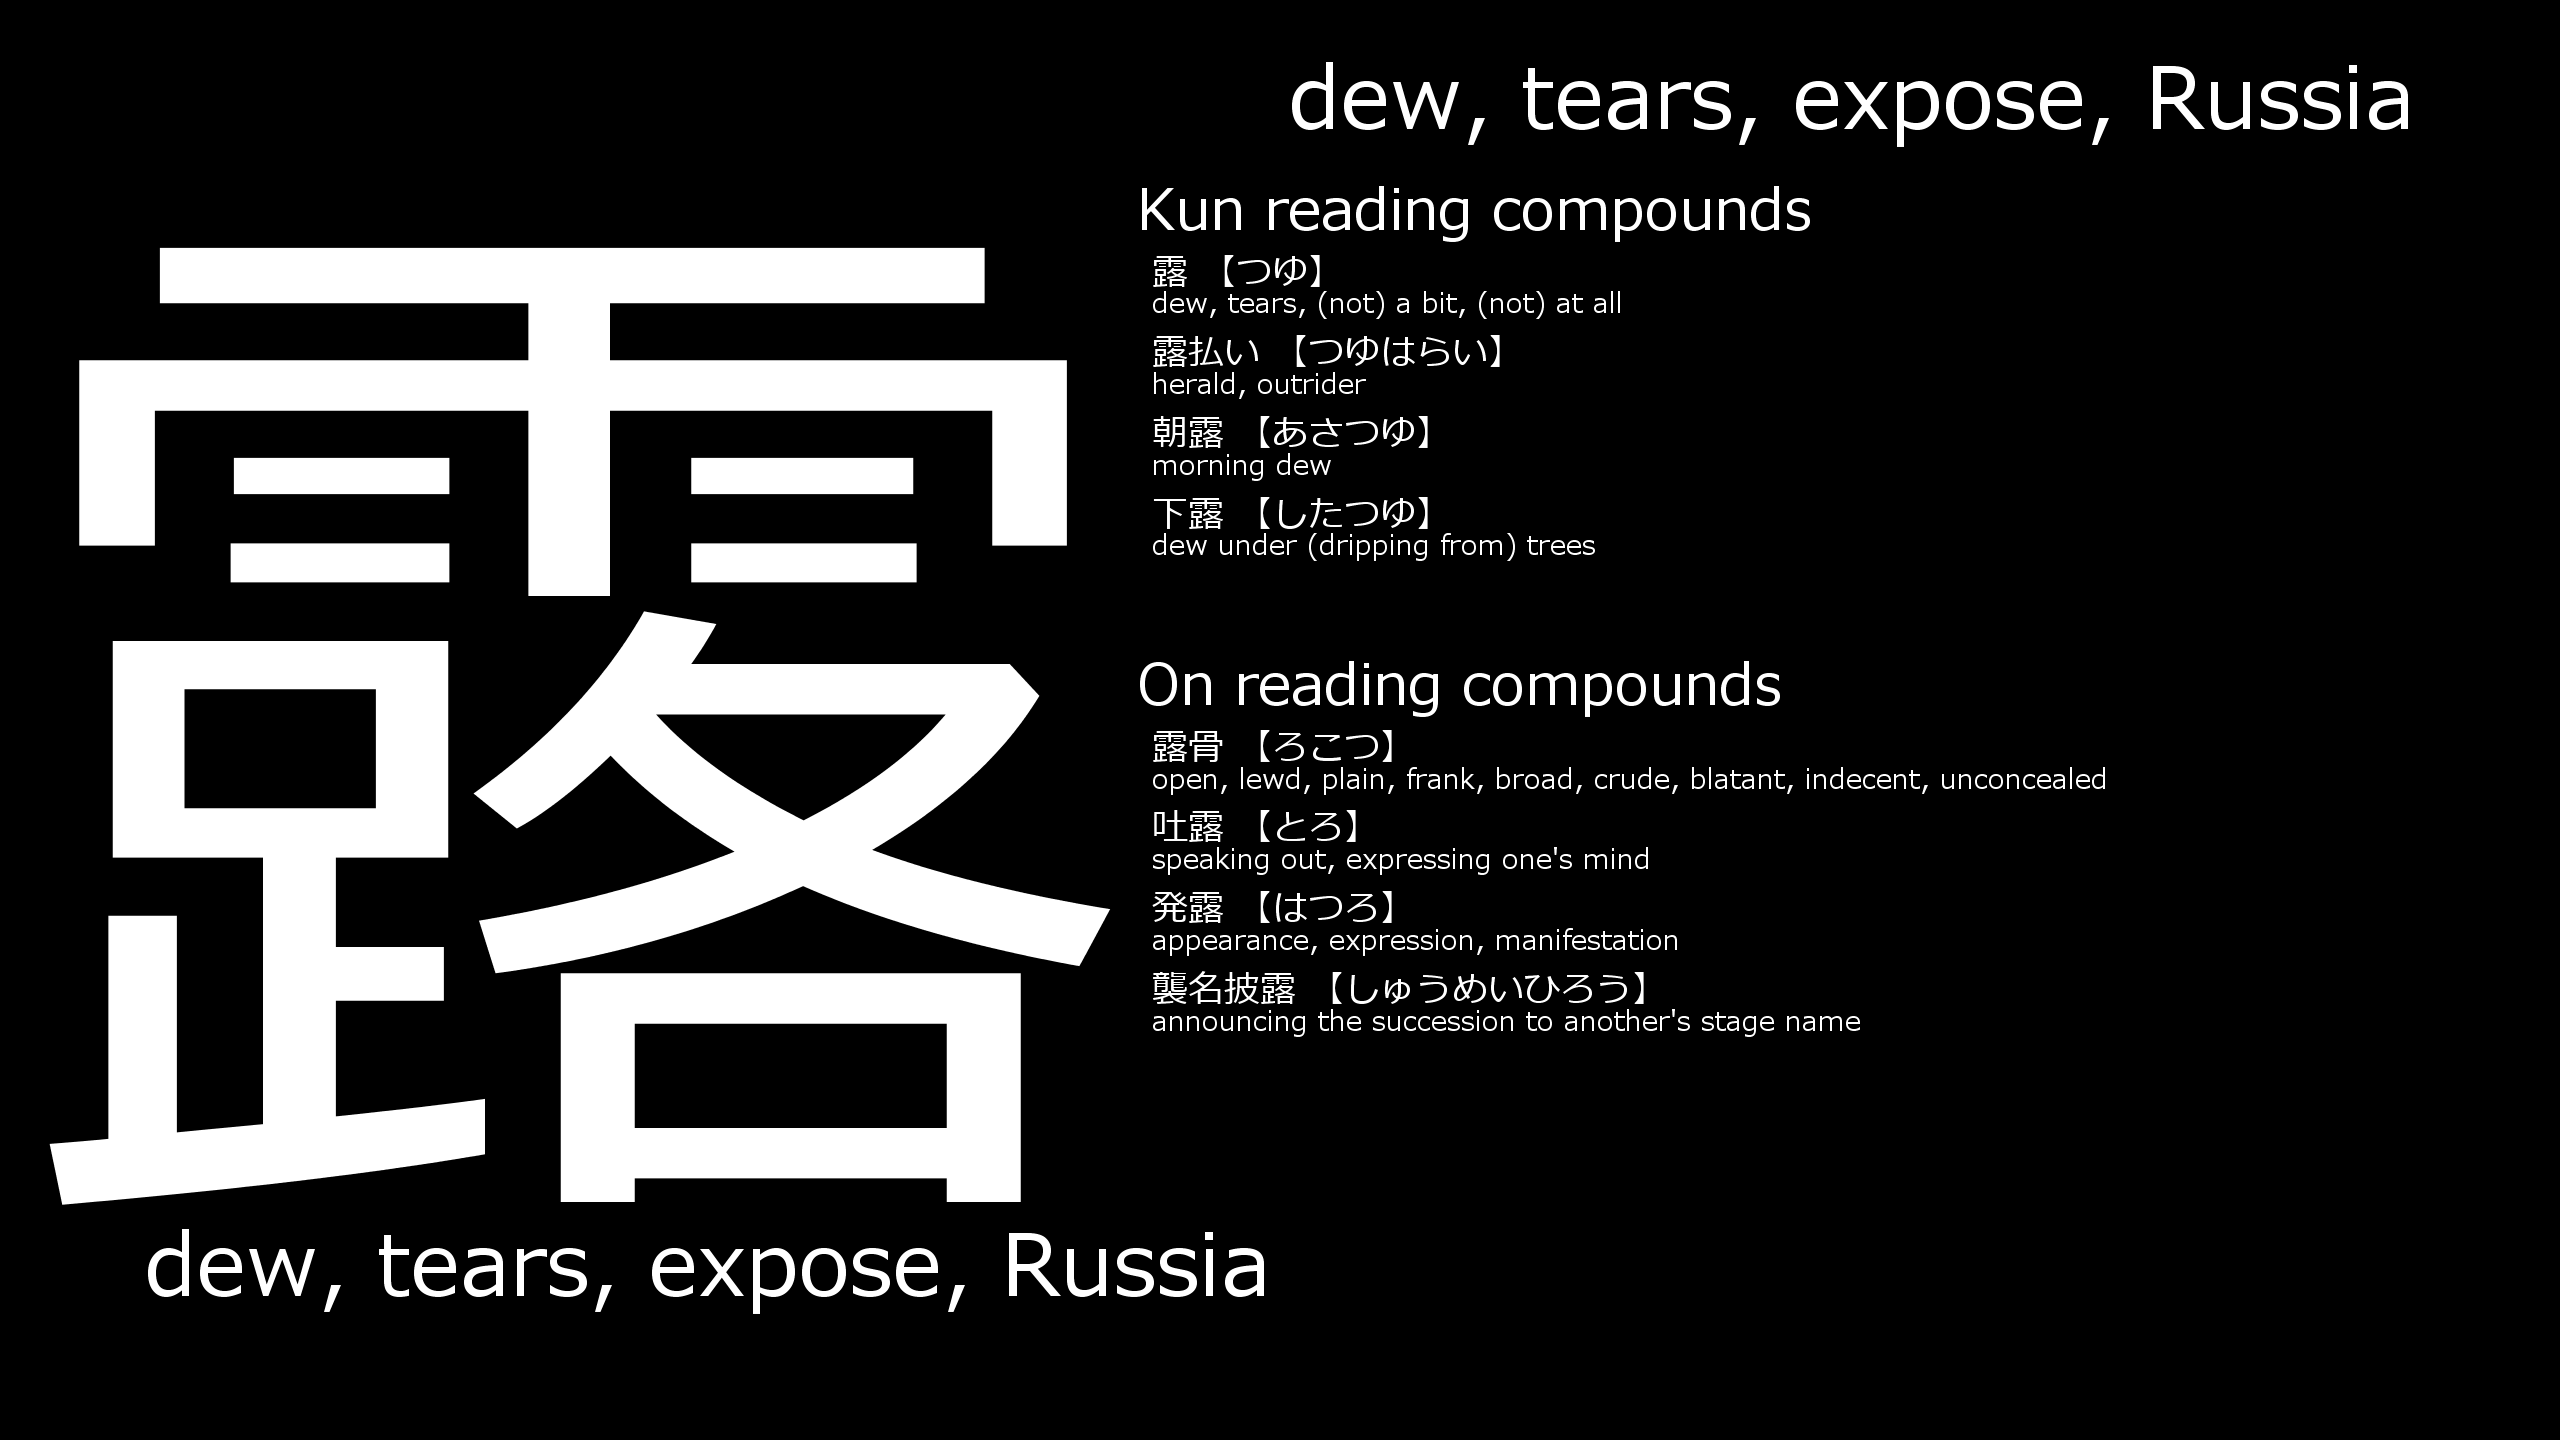 露
dew, tears, expose, Russia
dew, tears, expose, Russia
Kun reading compounds
露 【つゆ】
dew, tears, (not) a bit, (not) at all
露払い 【つゆはらい】
herald, outrider
朝露 【あさつゆ】
morning dew
下露 【したつゆ】
dew under (dripping from) trees
On reading compounds
露骨 【ろこつ】
open, lewd, plain, frank, broad, crude, blatant, indecent, unconcealed
吐露 【とろ】
speaking out, expressing one's mind
発露 【はつろ】
appearance, expression, manifestation
襲名披露 【しゅうめいひろう】
announcing the succession to another's stage name